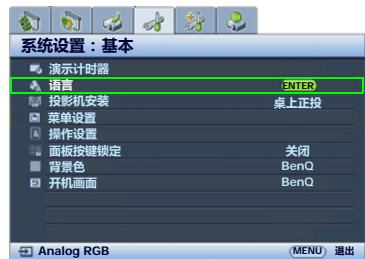 系统设置：基本
演示计时器
语言 ENTER
投影机安装 桌上正投
菜单设置
操作设置
面板按键锁定 关闭
背景色 BenQ
开机画面 BenQ
Analog RGB MENU 退出